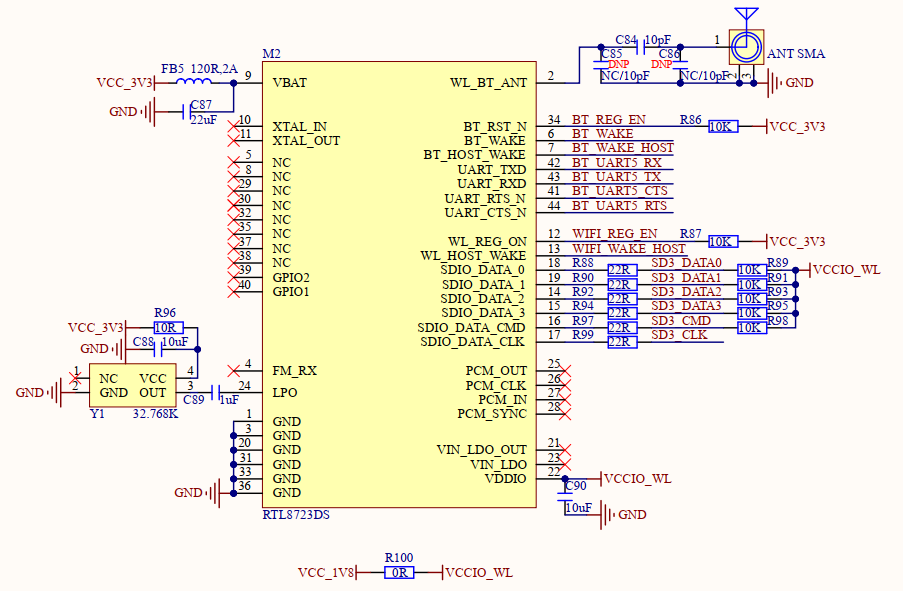 C84 10pF
1
ANT SMA
C85 DNP NC/10pF
C86 DNP NC/10pF
2 3
GND
M2
FB5 120R,2A
VCC_3V3 9 VBAT
WL_BT_ANT 2
GND C87 22uF
10 XTAL_IN
11 XTAL_OUT
5 NC
8 NC
29 NC
30 NC
32 NC
35 NC
37 NC
38 NC
39 GPIO2
40 GPIO1
BT_RST_N 34 BT_REG_EN R86 10K VCC_3V3
BT_WAKE 6 BT_WAKE
BT_HOST_WAKE 7 BT_WAKE_HOST
UART_TXD 42 BT_UART5_RX
UART_RXD 43 BT_UART5_TX
UART_RTS_N 41 BT_UART5_CTS
UART_CTS_N 44 BT_UART5_RTS
WL_REG_ON 12 WIFI_REG_EN R87 10K VCC_3V3
WL_HOST_WAKE 13 WIFI_WAKE_HOST
SDIO_DATA_0 18 R88 22R SD3_DATA0 10K R89 VCCIO_WL
SDIO_DATA_1 19 R90 22R SD3_DATA1 10K R91
SDIO_DATA_2 14 R92 22R SD3_DATA2 10K R93
SDIO_DATA_3 15 R94 22R SD3_DATA3 10K R95
SDIO_DATA_CMD 16 R97 22R SD3_CMD 10K R98
SDIO_DATA_CLK 17 R99 22R SD3_CLK
R96
VCC_3V3 10R
GND C88 10uF
1 NC VCC 4
GND 2 GND OUT 3
Y1 32.768K
C89 1uF
4 FM_RX
24 LPO
1 GND
3 GND
20 GND
31 GND
33 GND
GND 36 GND
PCM_OUT 25
PCM_CLK 26
PCM_IN 27
PCM_SYNC 28
VIN_LDO_OUT 21
VIN_LDO 23
VDDIO 22 VCCIO_WL
C90
10uF GND
RTL8723DS
R100
VCC_1V8 0R VCCIO_WL